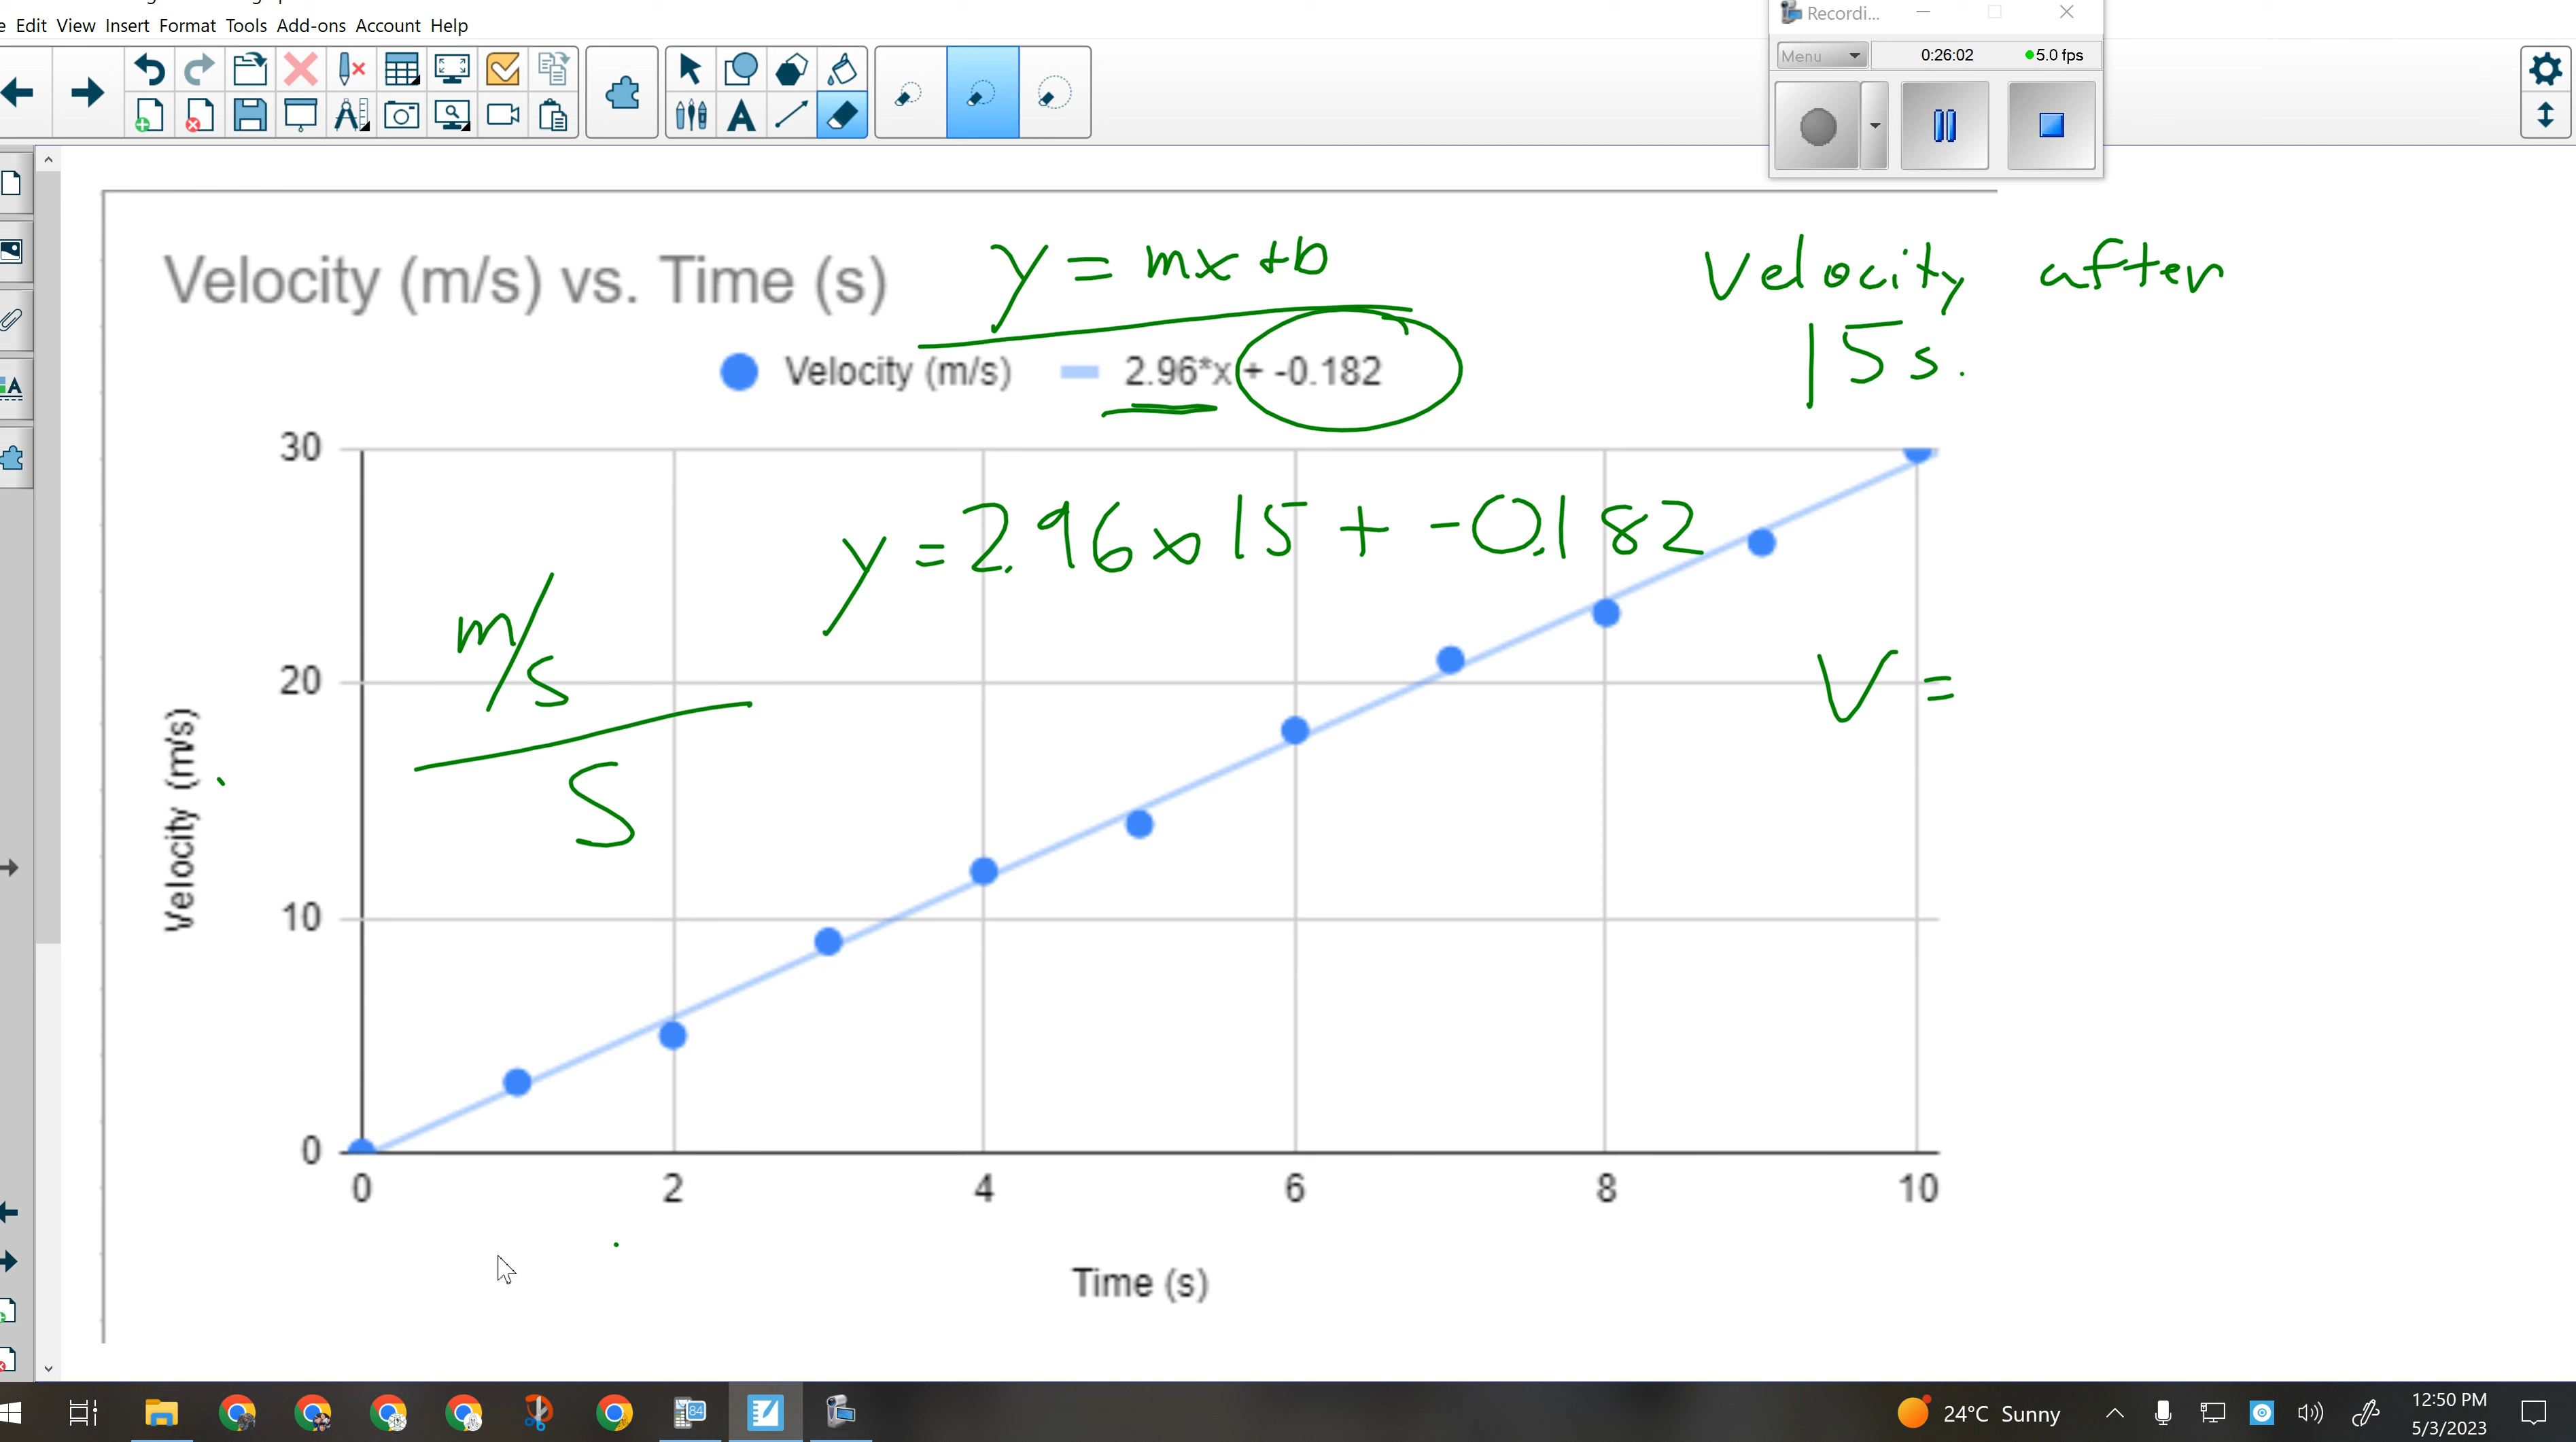 Edit View Insert Format Tools Add-ons Account Help
Recordi...
Menu
0:26:02
5.0 fps
Velocity (m/s) vs. Time (s)
y = mx + b
Velocity after
15 s.
Velocity (m/s)
2.96*x + -0.182
y = 2.96 x 15 + -0.182
m/s
S
V =
30
20
10
0
Velocity (m/s)
0 2 4 6 8 10
Time (s)
84
24°C Sunny
12:50 PM
5/3/2023